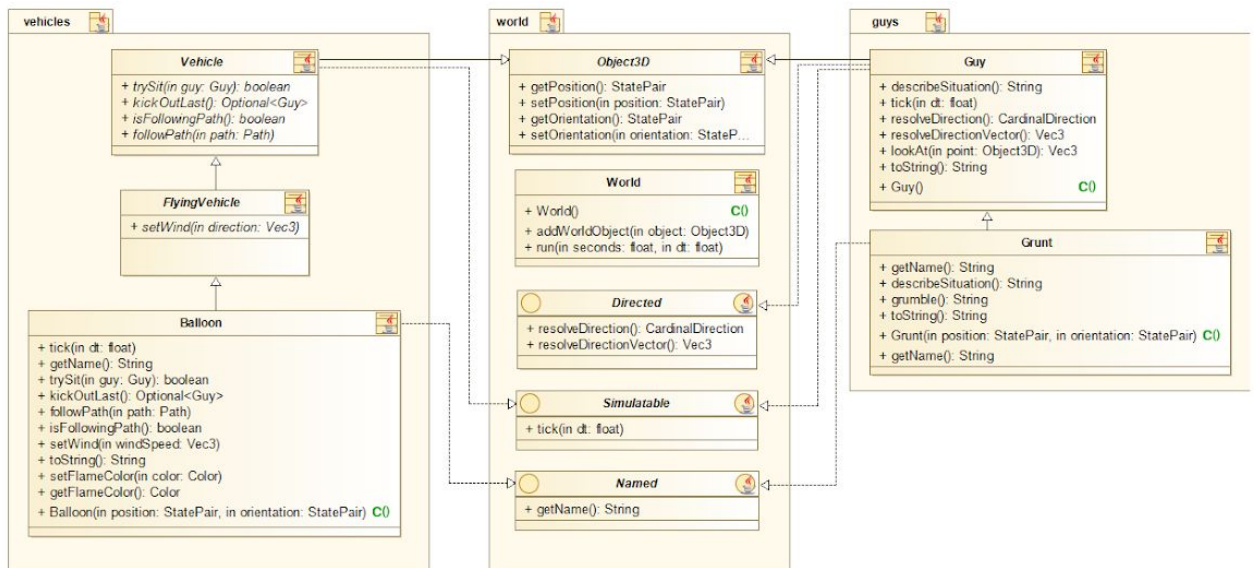 vehicles
Vehicle
+ trySit(in guy: Guy): boolean
+ kickOutLast(): Optional<Guy>
+ isFollowingPath(): boolean
+ followPath(in path: Path)
FlyingVehicle
+ setWind(in direction: Vec3)
Balloon
+ tick(in dt: float)
+ getName(): String
+ trySit(in guy: Guy): boolean
+ kickOutLast(): Optional<Guy>
+ followPath(in path: Path)
+ isFollowingPath(): boolean
+ setWind(in windSpeed: Vec3)
+ toString(): String
+ setFlameColor(in color: Color)
+ getFlameColor(): Color
+ Balloon(in position: StatePair, in orientation: StatePair) C()
world
Object3D
+ getPosition(): StatePair
+ setPosition(in position: StatePair)
+ getOrientation(): StatePair
+ setOrientation(in orientation: StateP...
World
+ World() C()
+ addWorldObject(in object: Object3D)
+ run(in seconds: float, in dt: float)
Directed
+ resolveDirection(): CardinalDirection
+ resolveDirectionVector(): Vec3
Simulatable
+ tick(in dt: float)
Named
+ getName(): String
guys
Guy
+ describeSituation(): String
+ tick(in dt: float)
+ resolveDirection(): CardinalDirection
+ resolveDirectionVector(): Vec3
+ lookAt(in point: Object3D): Vec3
+ toString(): String
+ Guy() C()
Grunt
+ getName(): String
+ describeSituation(): String
+ grumble(): String
+ toString(): String
+ Grunt(in position: StatePair, in orientation: StatePair) C()
+ getName(): String